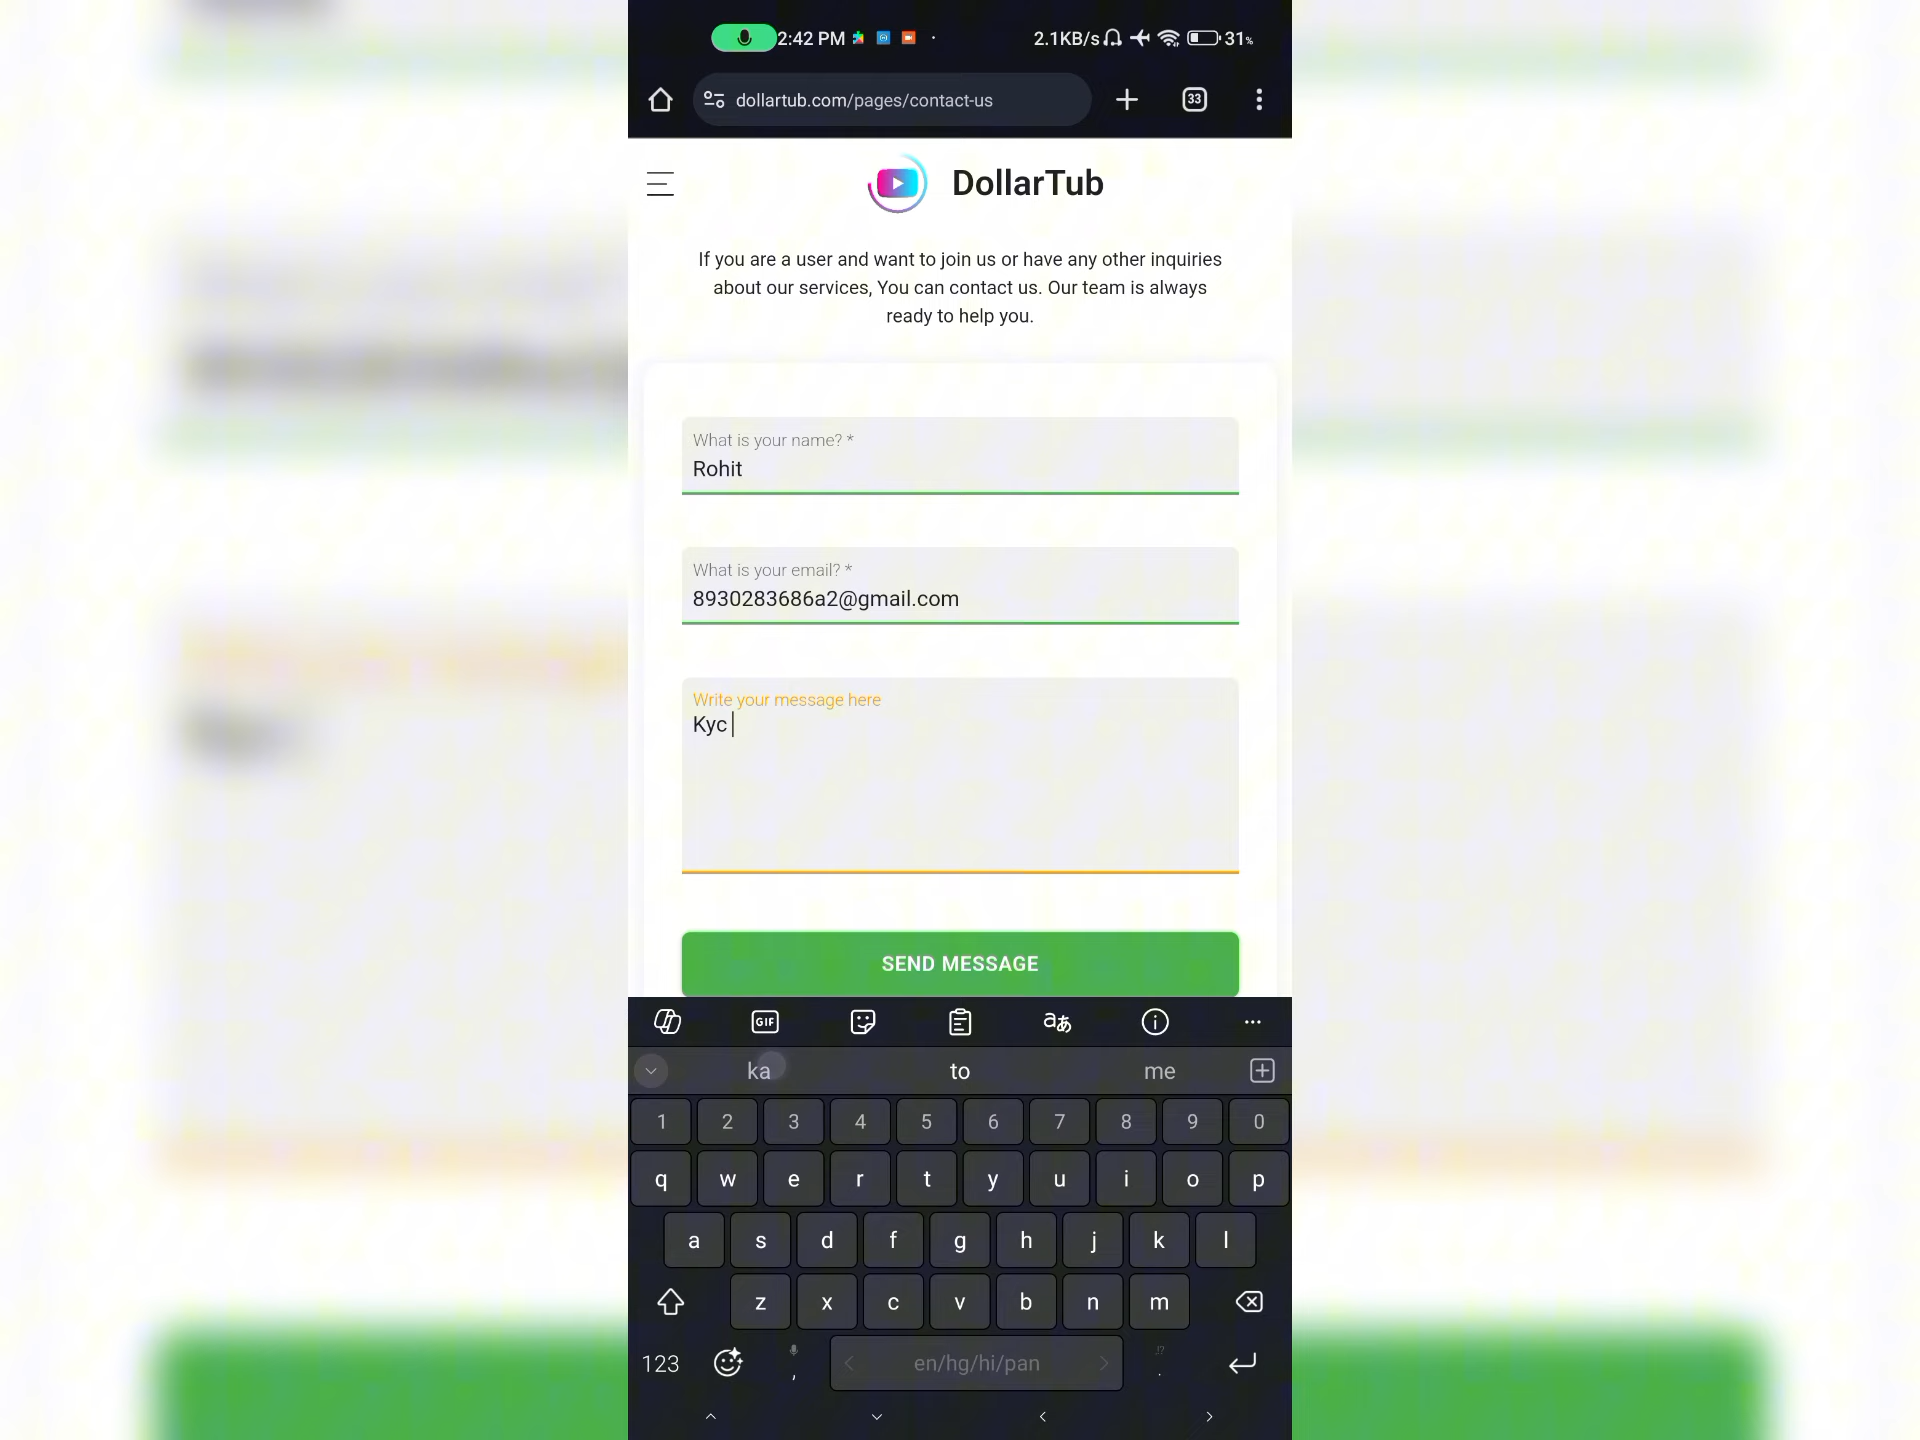 2:42 PM
2.1KB/s
31%
dollartub.com/pages/contact-us
33
DollarTub
If you are a user and want to join us or have any other inquiries
about our services, You can contact us. Our team is always
ready to help you.
What is your name? *
Rohit
What is your email? *
8930283686a2@gmail.com
Write your message here
Kyc
SEND MESSAGE
GIF
aあ
ka to me
1 2 3 4 5 6 7 8 9 0
q w e r t y u i o p
a s d f g h j k l
z x c v b n m
!?
123 , en/hg/hi/pan .